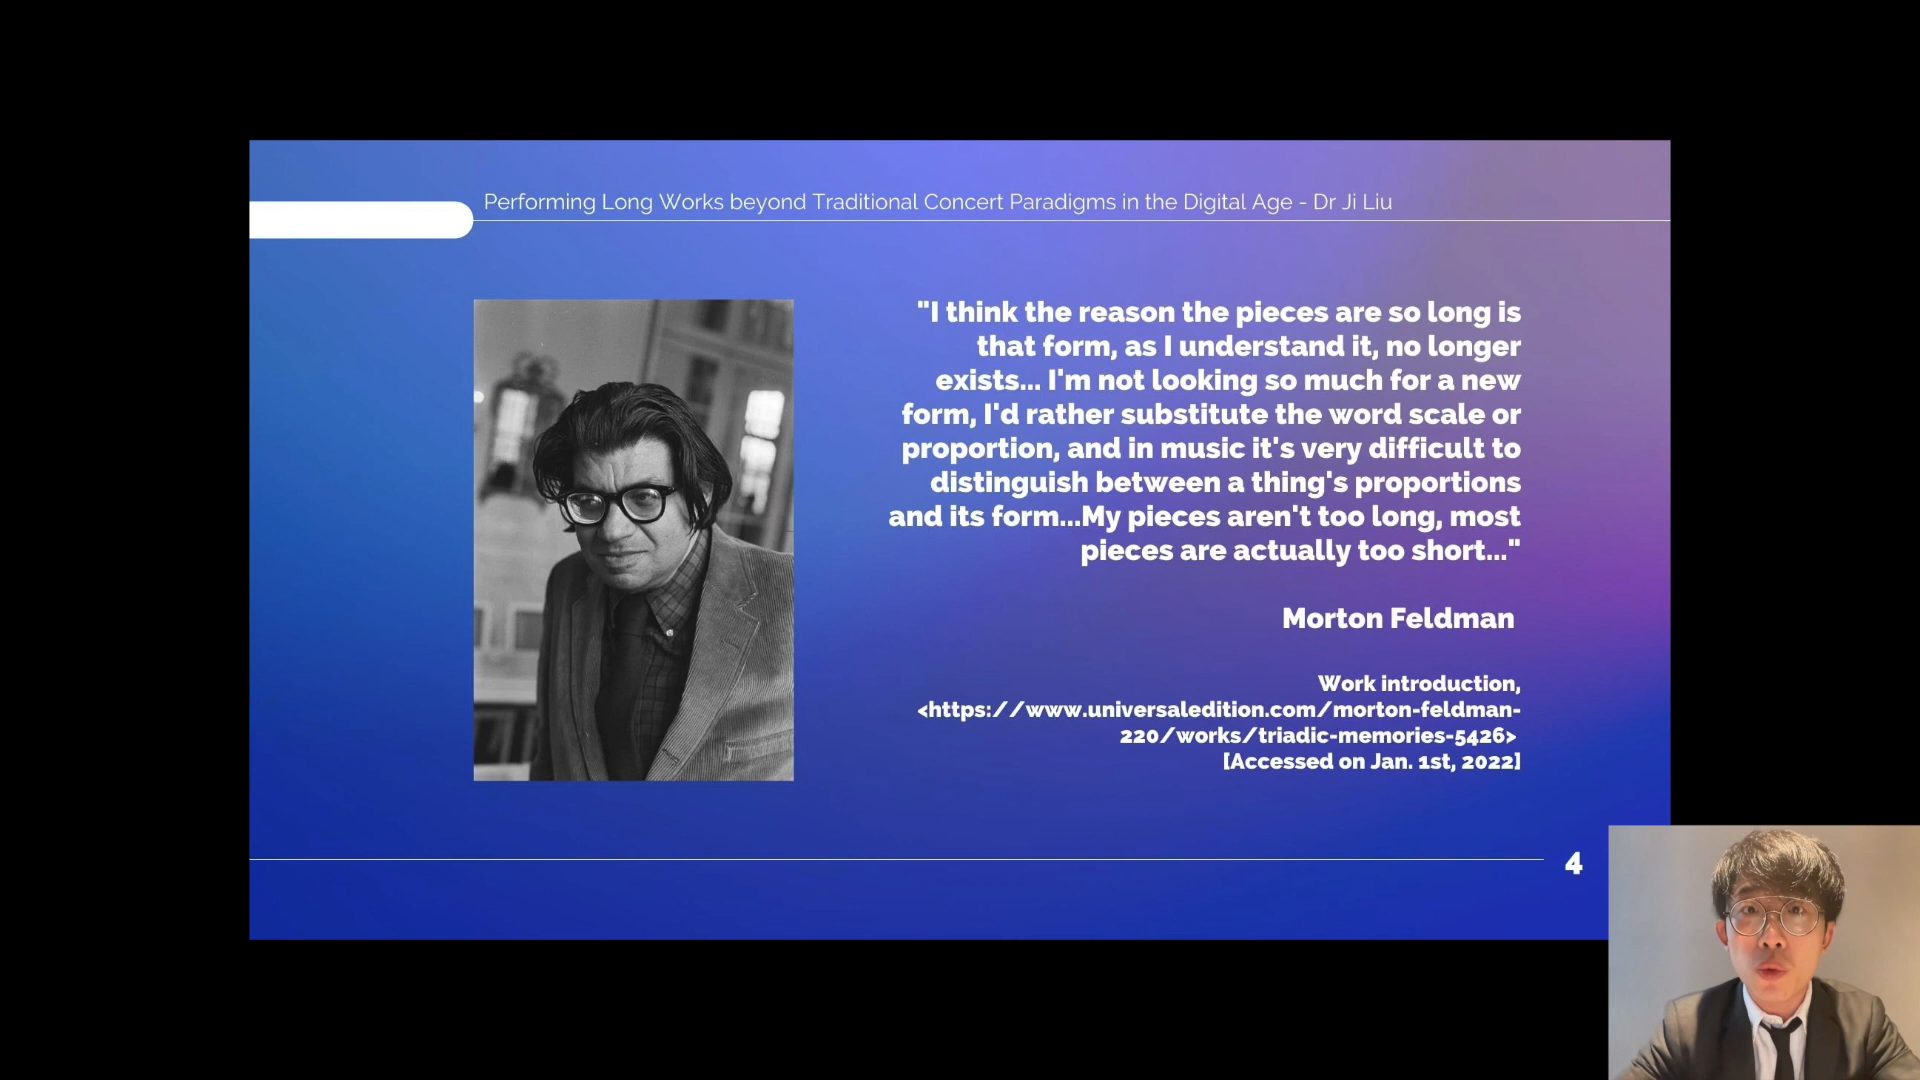 Performing Long Works beyond Traditional Concert Paradigms in the Digital Age - Dr Ji Liu
"I think the reason the pieces are so long is
that form, as I understand it, no longer
exists... I'm not looking so much for a new
form, I'd rather substitute the word scale or
proportion, and in music it's very difficult to
distinguish between a thing's proportions
and its form...My pieces aren't too long, most
pieces are actually too short..."
Morton Feldman
Work introduction,
<https://www.universaledition.com/morton-feldman-
220/works/triadic-memories-5426>
[Accessed on Jan. 1st, 2022]
4